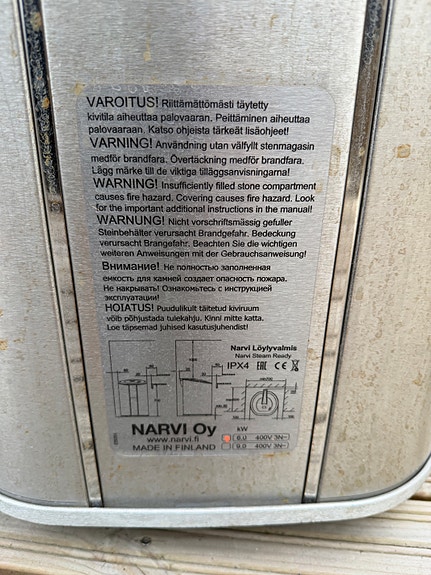 VAROITUS! Riittämättömästi täytetty
kivitila aiheuttaa palovaaran. Peittäminen aiheuttaa
palovaaraan. Katso ohjeista tärkeät lisäohjeet!
VARNING! Användning utan välfyllt stenmagasin
medför brandfara. Övertäckning medför brandfara.
Lägg märke till de viktiga tilläggsanvisningarna!
WARNING! Insufficiently filled stone compartment
causes fire hazard. Covering causes fire hazard. Look
for the important additional instructions in the manual!
WARNUNG! Nicht vorschriftsmässig gefuller
Steinbehälter verursacht Brandgefahr. Bedeckung
verursacht Brangefahr. Beachten Sie die wichtigen
weiteren Anweisungen mit der Gebrauchsanweisung!
Внимание! Не полностью заполненная
емкость для камней создает опасность пожара.
Не накрывать! Ознакомьтесь с инструкцией
эксплуатации!
HOIATUS! Puudulikult täitetud kiviruum
võib põhjustada tulekahju. Kinni mitte katta.
Loe täpsemad juhised kasutusjuhendist!
Narvi Löylyvalmis
Narvi Steam Ready
IPX4 EAC CE
NARVI Oy
www.narvi.fi
MADE IN FINLAND
kW
6.0 400V 3N~
9.0 400V 3N~